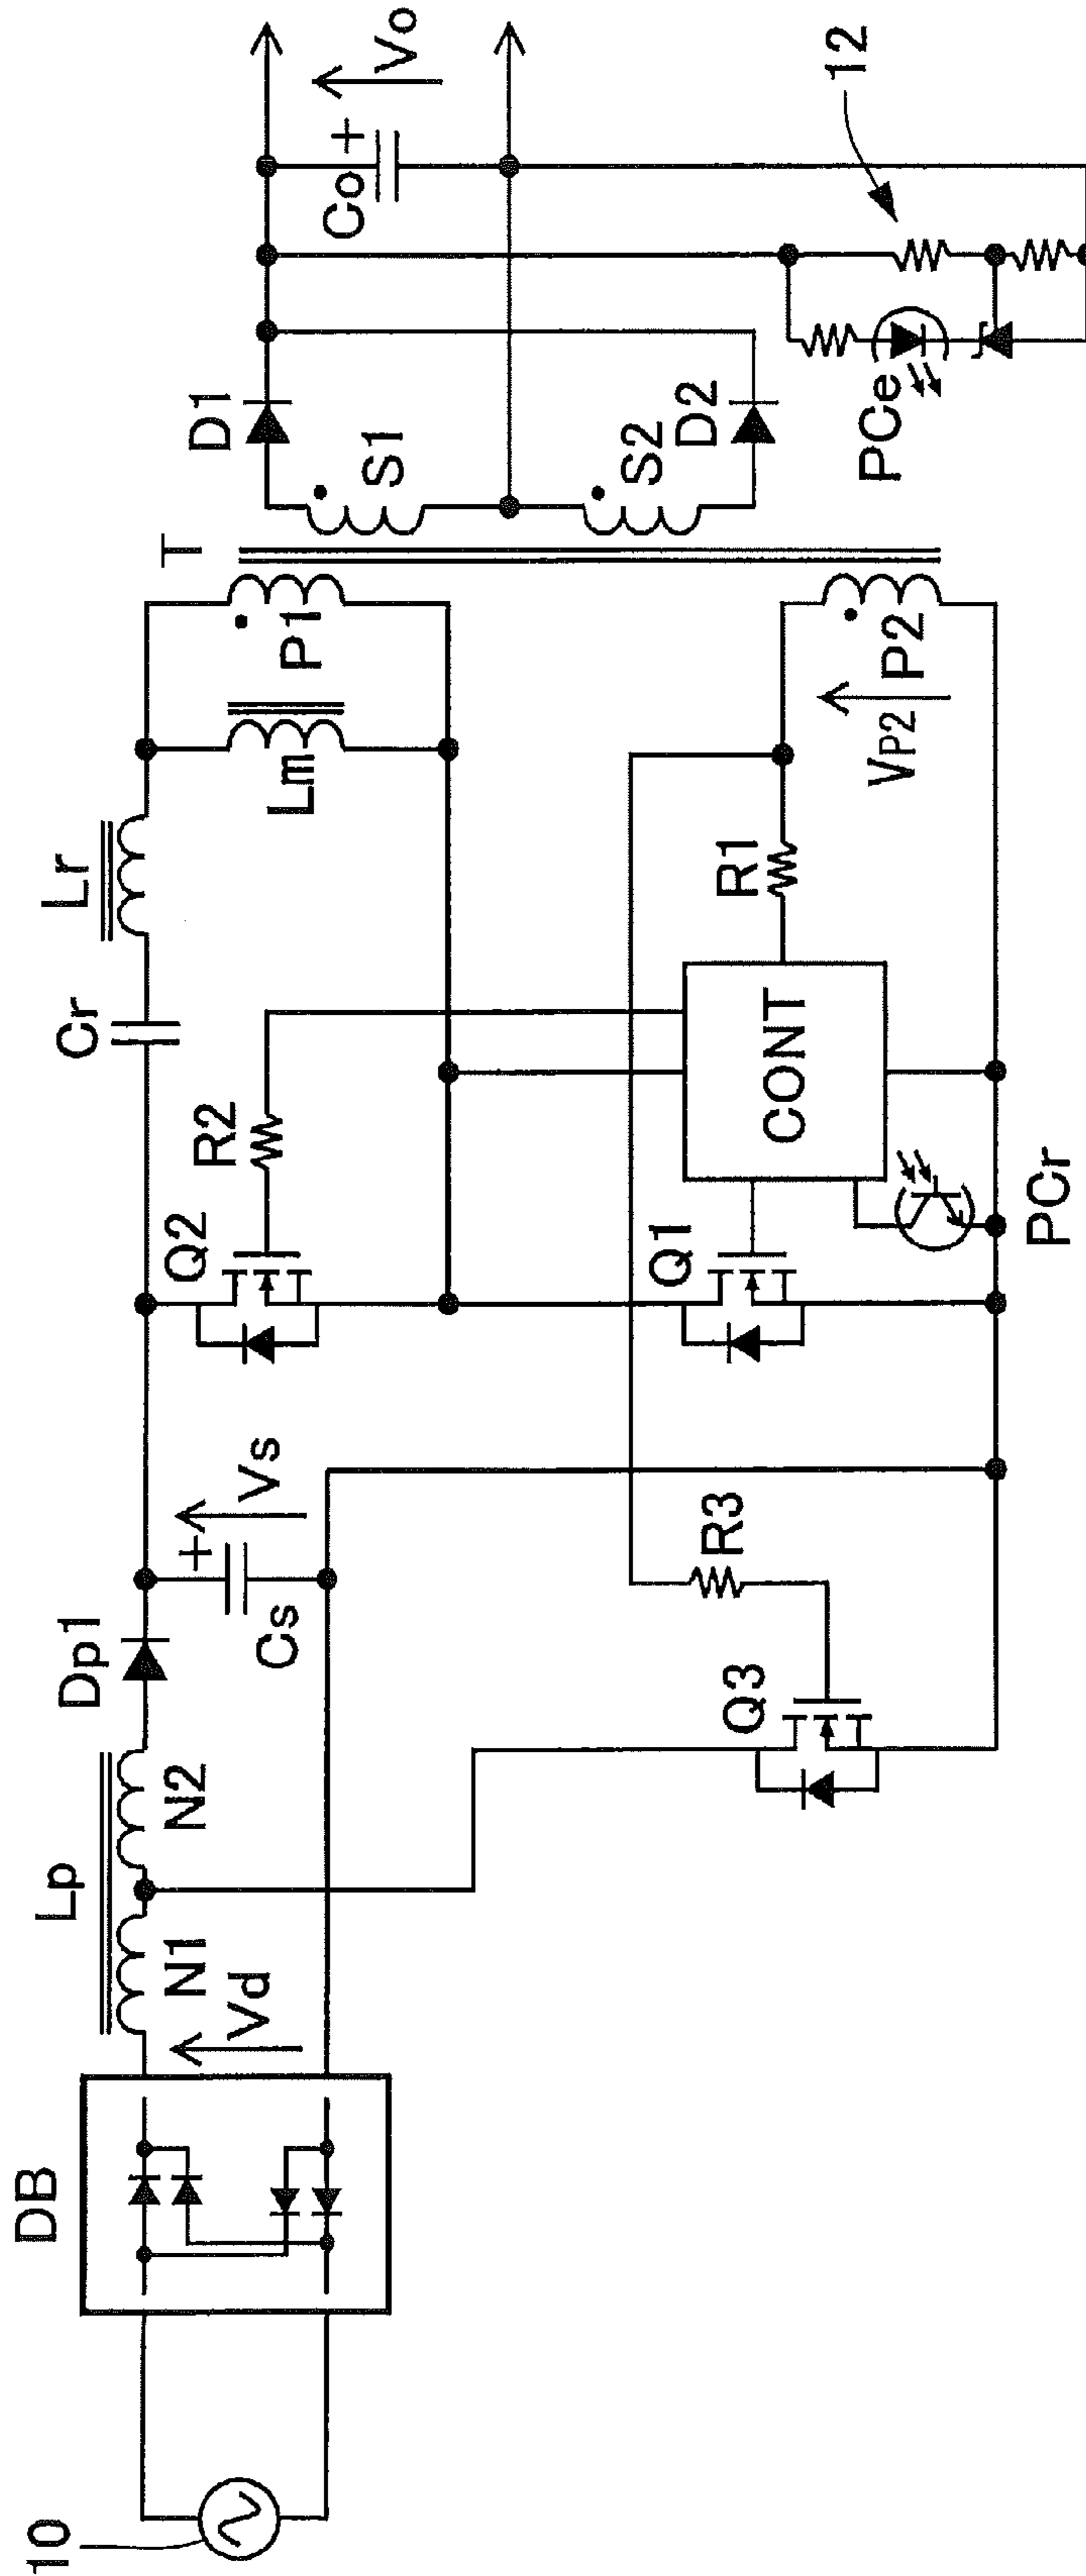 10
DB
Vd
Lp
N1
N2
Dp1
Cs
+
Vs
Q3
R3
Q2
R2
Q1
CONT
PCr
Cr
Lr
Lm
P1
T
R1
VP2
P2
S1
S2
D1
D2
PCe
Co
+
Vo
12